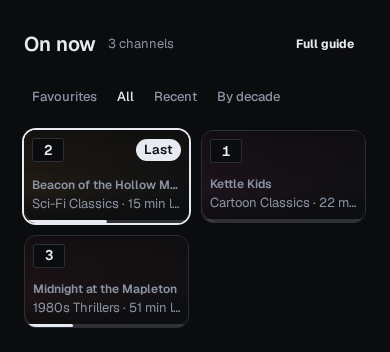 On now 3 channels Full guide
Favourites All Recent By decade
2 Last
Beacon of the Hollow M...
Sci-Fi Classics · 15 min l...
1
Kettle Kids
Cartoon Classics · 22 m...
3
Midnight at the Mapleton
1980s Thrillers · 51 min l...